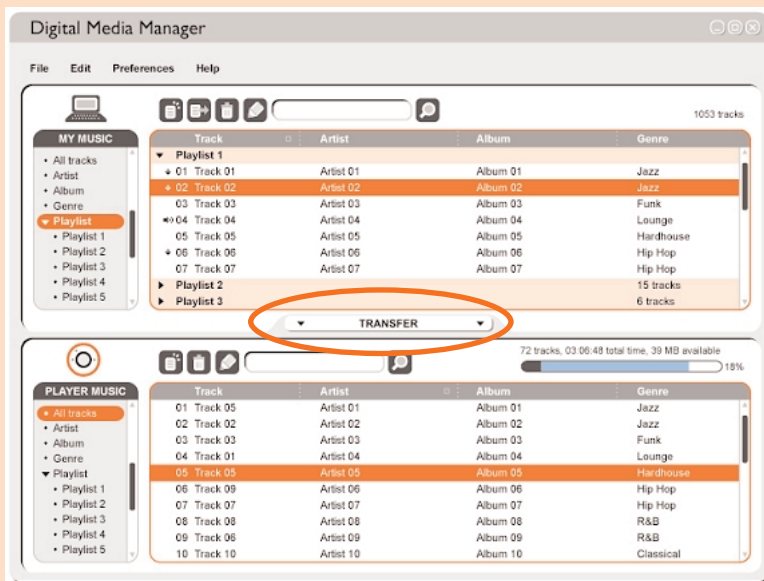 Digital Media Manager
File Edit Preferences Help
1053 tracks
MY MUSIC
• All tracks
• Artist
• Album
• Genre
Playlist
• Playlist 1
• Playlist 2
• Playlist 3
• Playlist 4
• Playlist 5
Track Artist Album Genre
Playlist 1
01 Track 01 Artist 01 Album 01 Jazz
02 Track 02 Artist 02 Album 02 Jazz
03 Track 03 Artist 03 Album 03 Funk
04 Track 04 Artist 04 Album 04 Lounge
05 Track 05 Artist 05 Album 05 Hardhouse
06 Track 06 Artist 06 Album 06 Hip Hop
07 Track 07 Artist 07 Album 07 Hip Hop
Playlist 2 15 tracks
Playlist 3 6 tracks
TRANSFER
72 tracks, 03:06:48 total time, 39 MB available
18%
PLAYER MUSIC
• All tracks
• Artist
• Album
• Genre
Playlist
• Playlist 1
• Playlist 2
• Playlist 3
• Playlist 4
• Playlist 5
Track Artist Album Genre
01 Track 05 Artist 01 Album 01 Jazz
02 Track 02 Artist 02 Album 02 Jazz
03 Track 03 Artist 03 Album 03 Funk
04 Track 01 Artist 04 Album 04 Lounge
05 Track 05 Artist 05 Album 05 Hardhouse
06 Track 09 Artist 06 Album 06 Hip Hop
07 Track 07 Artist 07 Album 07 Hip Hop
08 Track 08 Artist 08 Album 08 R&B
09 Track 06 Artist 09 Album 09 R&B
10 Track 10 Artist 10 Album 10 Classical